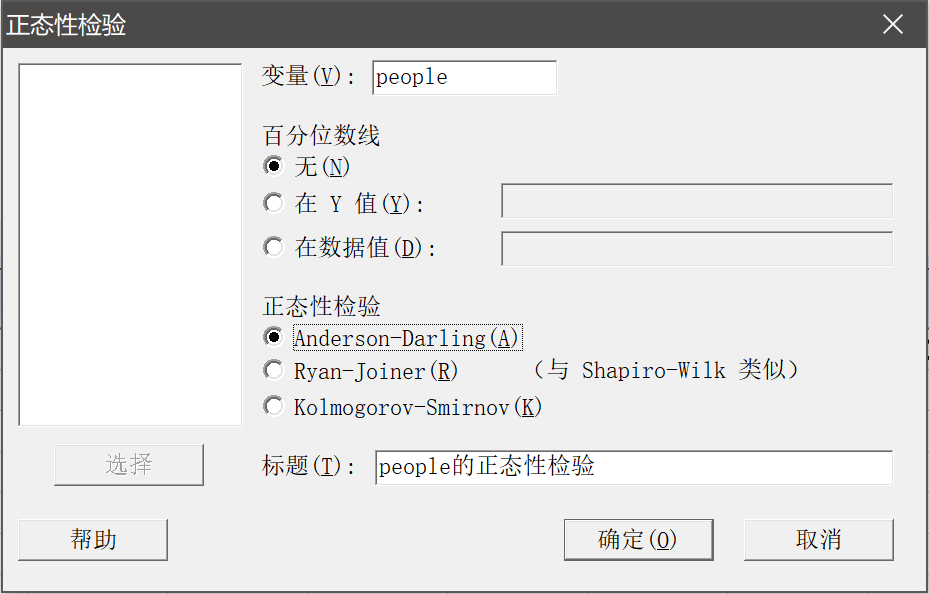 正态性检验
变量(V): people
百分位数线
无(N)
在 Y 值(Y):
在数据值(D):
正态性检验
Anderson-Darling(A)
Ryan-Joiner(R) (与 Shapiro-Wilk 类似)
Kolmogorov-Smirnov(K)
选择
标题(T): people的正态性检验
帮助 确定(O) 取消